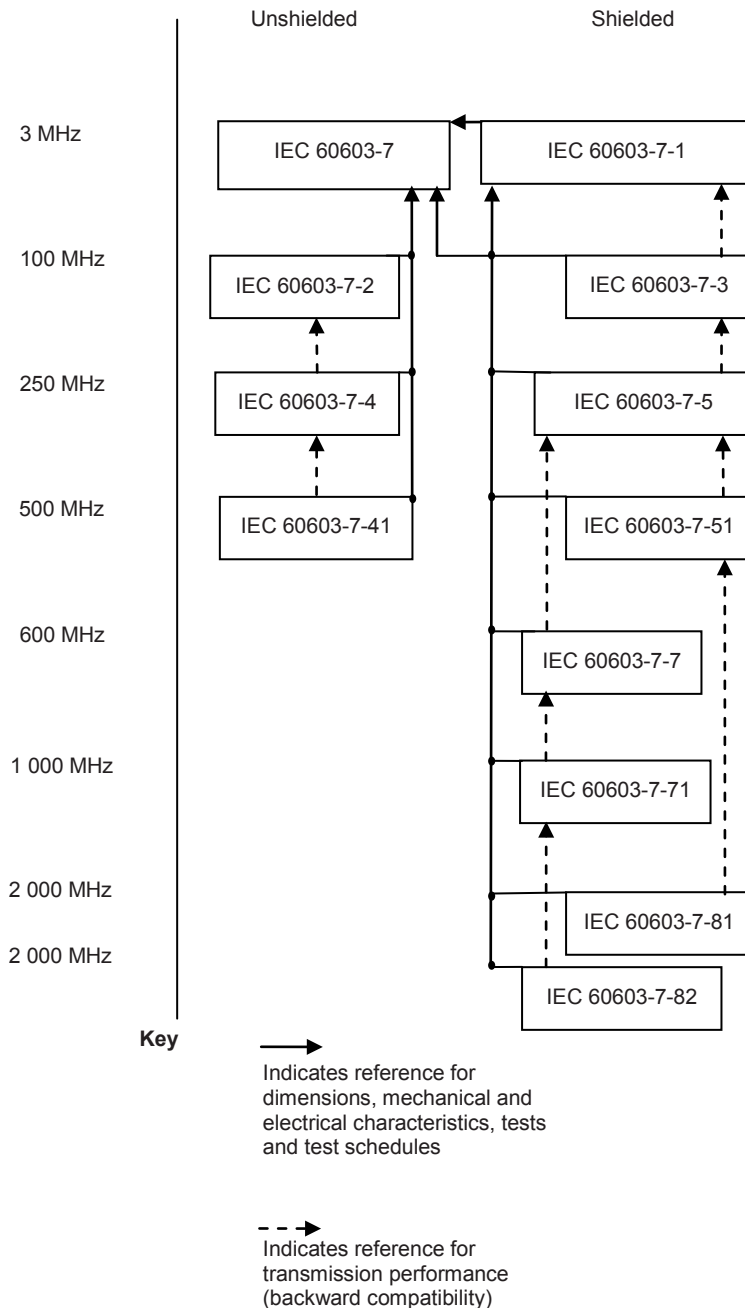 Unshielded
Shielded
3 MHz
IEC 60603-7
IEC 60603-7-1
100 MHz
IEC 60603-7-2
IEC 60603-7-3
250 MHz
IEC 60603-7-4
IEC 60603-7-5
500 MHz
IEC 60603-7-41
IEC 60603-7-51
600 MHz
IEC 60603-7-7
1 000 MHz
IEC 60603-7-71
2 000 MHz
IEC 60603-7-81
2 000 MHz
IEC 60603-7-82
Key
Indicates reference for
dimensions, mechanical and
electrical characteristics, tests
and test schedules
Indicates reference for
transmission performance
(backward compatibility)